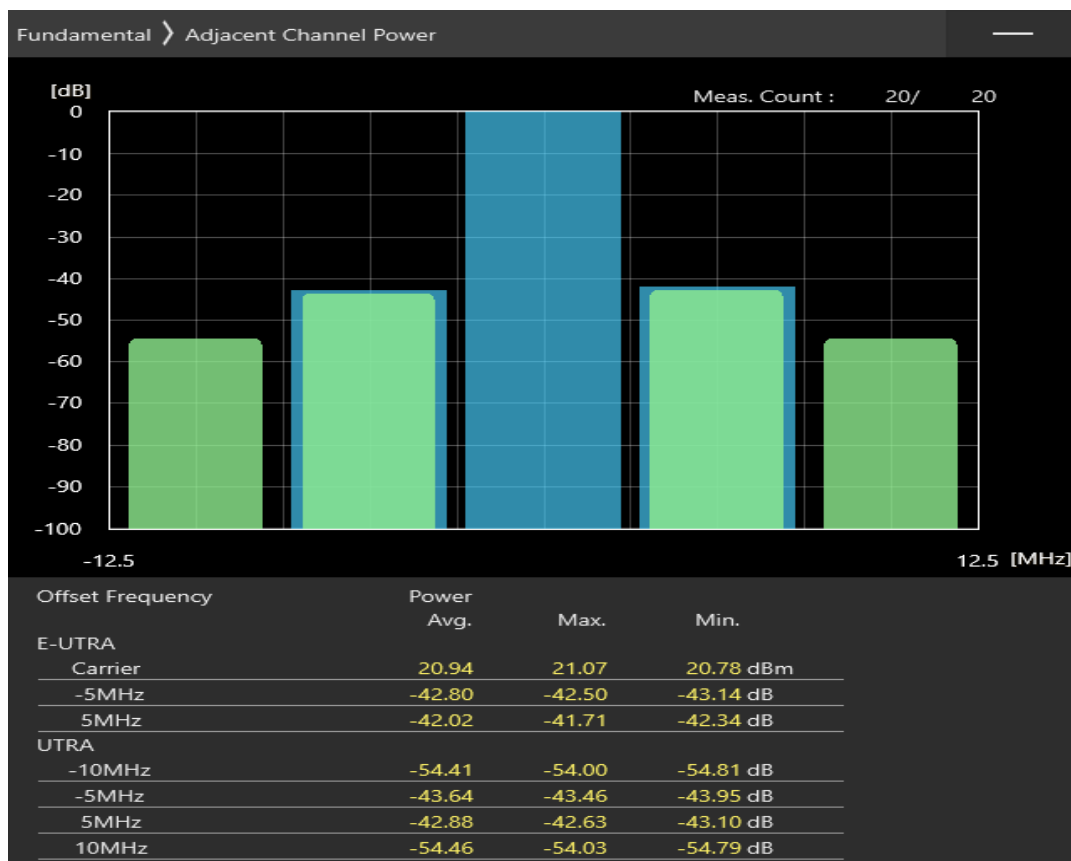 Fundamental ❯ Adjacent Channel Power
[dB]
Meas. Count : 20/ 20
0
-10
-20
-30
-40
-50
-60
-70
-80
-90
-100
-12.5 12.5 [MHz]
Offset Frequency Power
Avg. Max. Min.
E-UTRA
Carrier 20.94 21.07 20.78 dBm
-5MHz -42.80 -42.50 -43.14 dB
5MHz -42.02 -41.71 -42.34 dB
UTRA
-10MHz -54.41 -54.00 -54.81 dB
-5MHz -43.64 -43.46 -43.95 dB
5MHz -42.88 -42.63 -43.10 dB
10MHz -54.46 -54.03 -54.79 dB